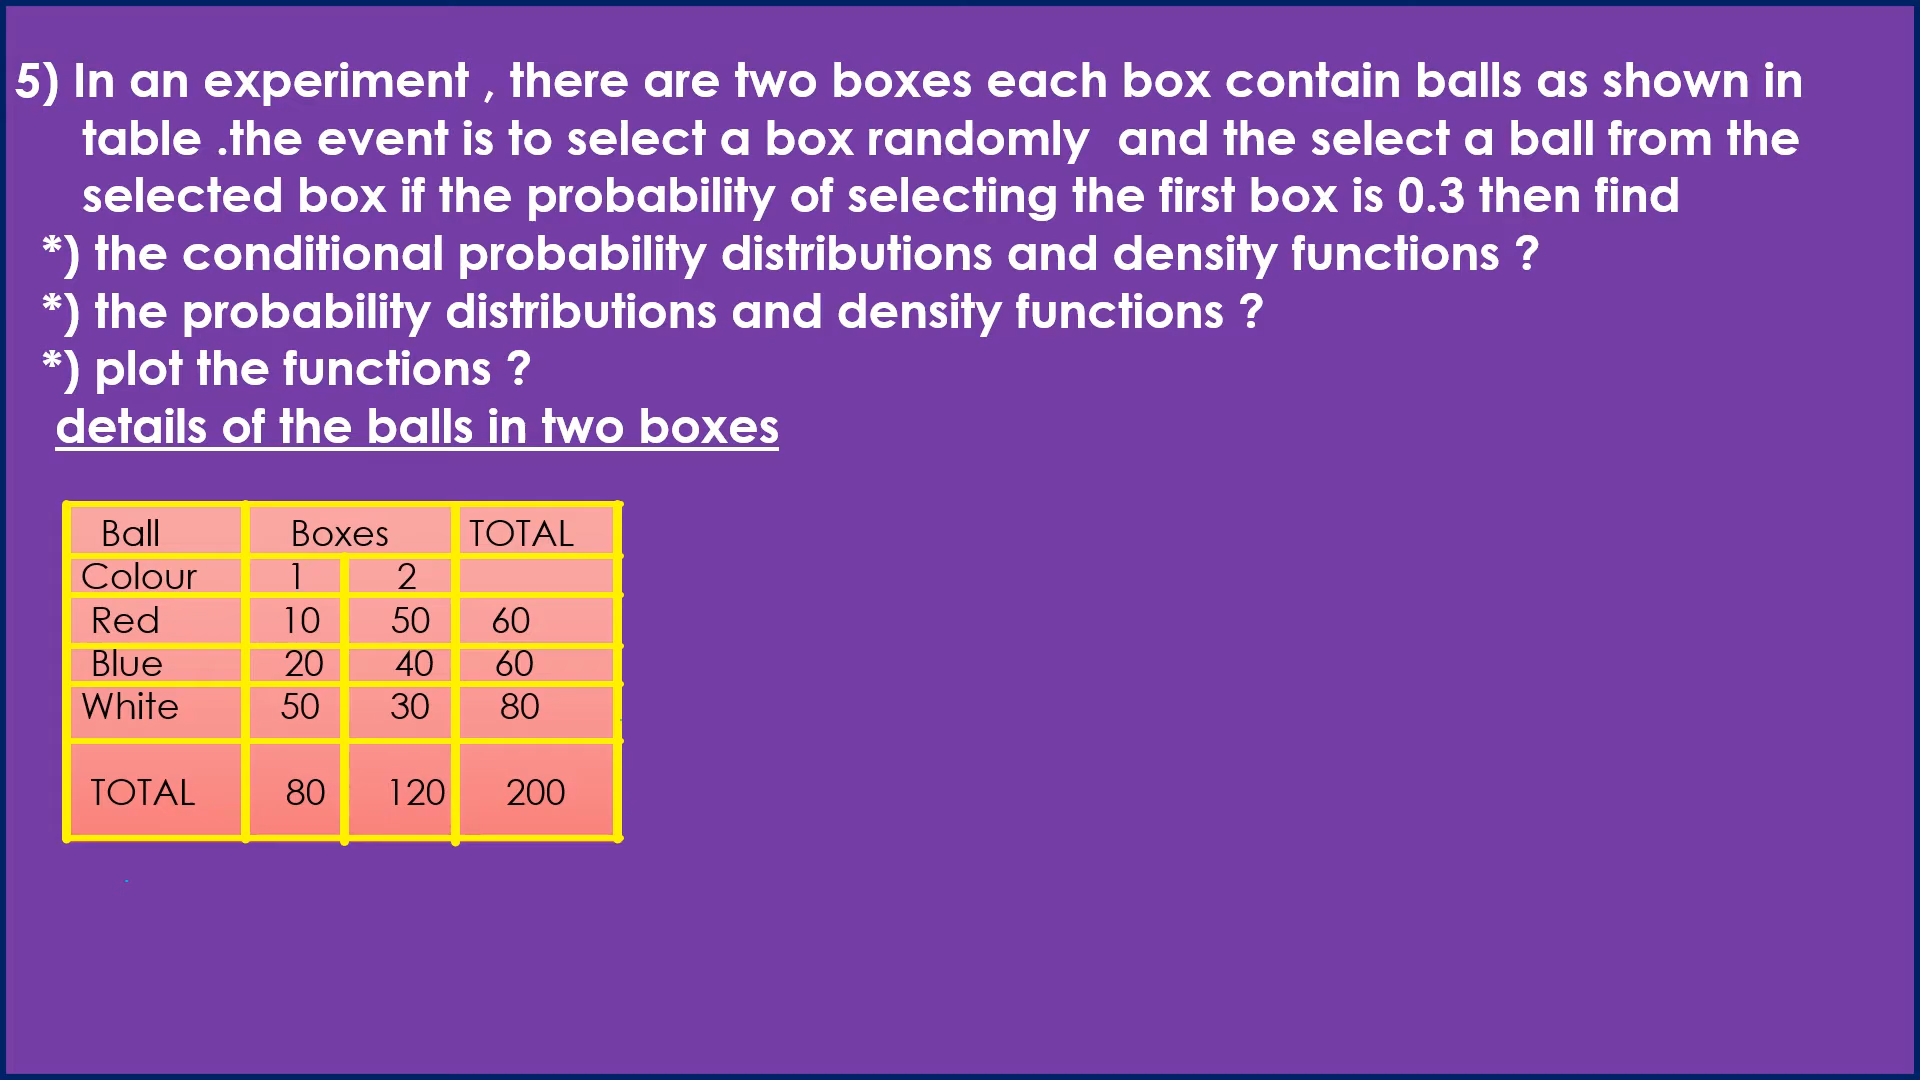 5) In an experiment , there are two boxes each box contain balls as shown in
table .the event is to select a box randomly and the select a ball from the
selected box if the probability of selecting the first box is 0.3 then find
*) the conditional probability distributions and density functions ?
*) the probability distributions and density functions ?
*) plot the functions ?
details of the balls in two boxes
Ball Boxes TOTAL
Colour 1 2
Red 10 50 60
Blue 20 40 60
White 50 30 80
TOTAL 80 120 200